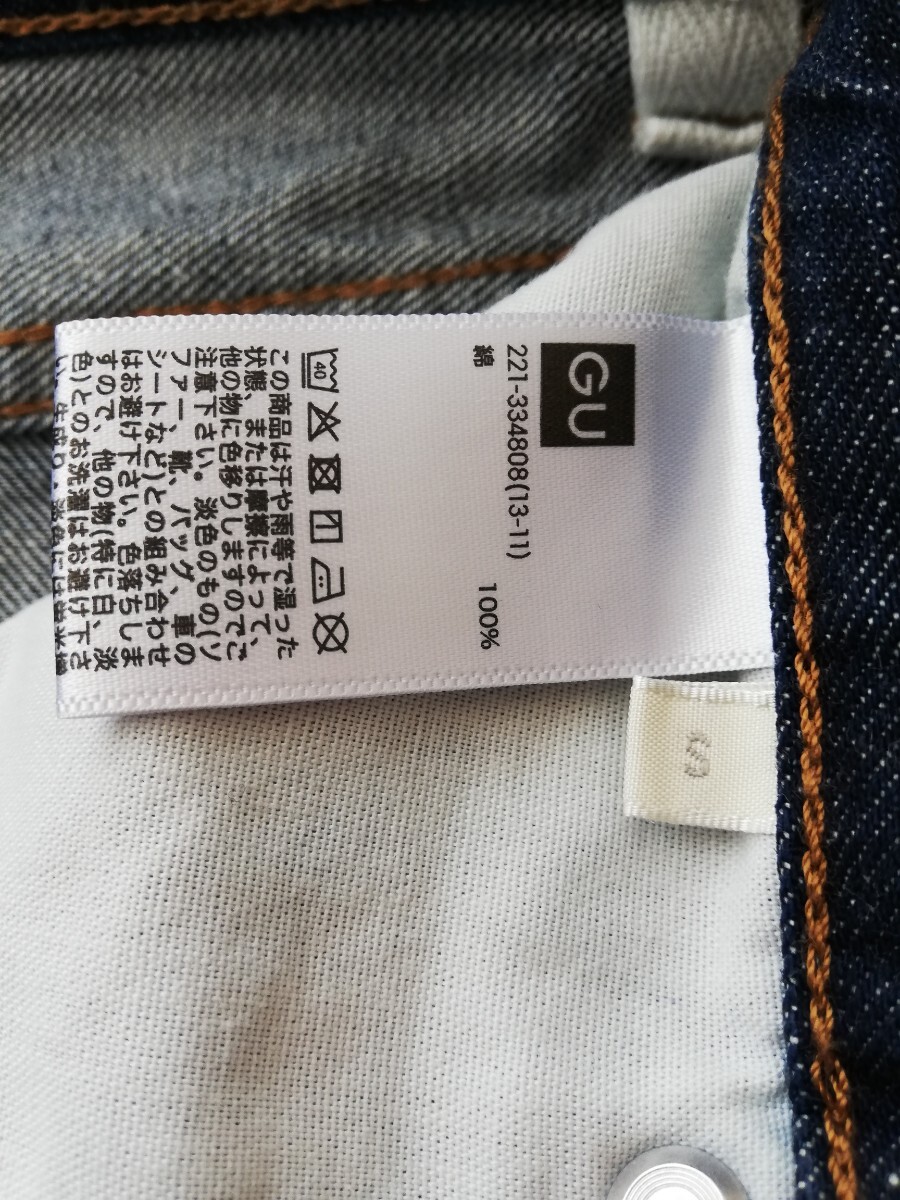 GU
221-334808(13-11)
綿 100%
40
この商品は汗や雨等で湿った
状態、または摩擦によって、
他の物に色移りしますのでご
注意下さい。淡色のもの(ソ
ファー、靴、バッグ、車の
シートなど)との組み合わせ
はお避け下さい。色落ちしま
すので、他の物(特に白、淡
色)とのお洗濯はお避け下さ
S